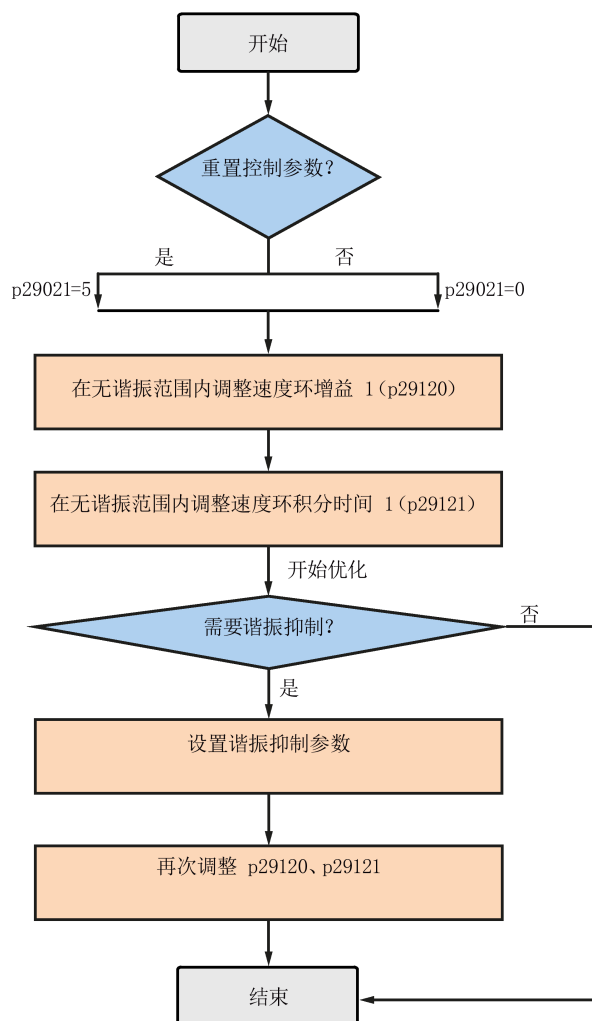 开始
重置控制参数？
是
否
p29021=5
p29021=0
在无谐振范围内调整速度环增益 1（p29120）
在无谐振范围内调整速度环积分时间 1（p29121）
开始优化
需要谐振抑制？
否
是
设置谐振抑制参数
再次调整 p29120、p29121
结束